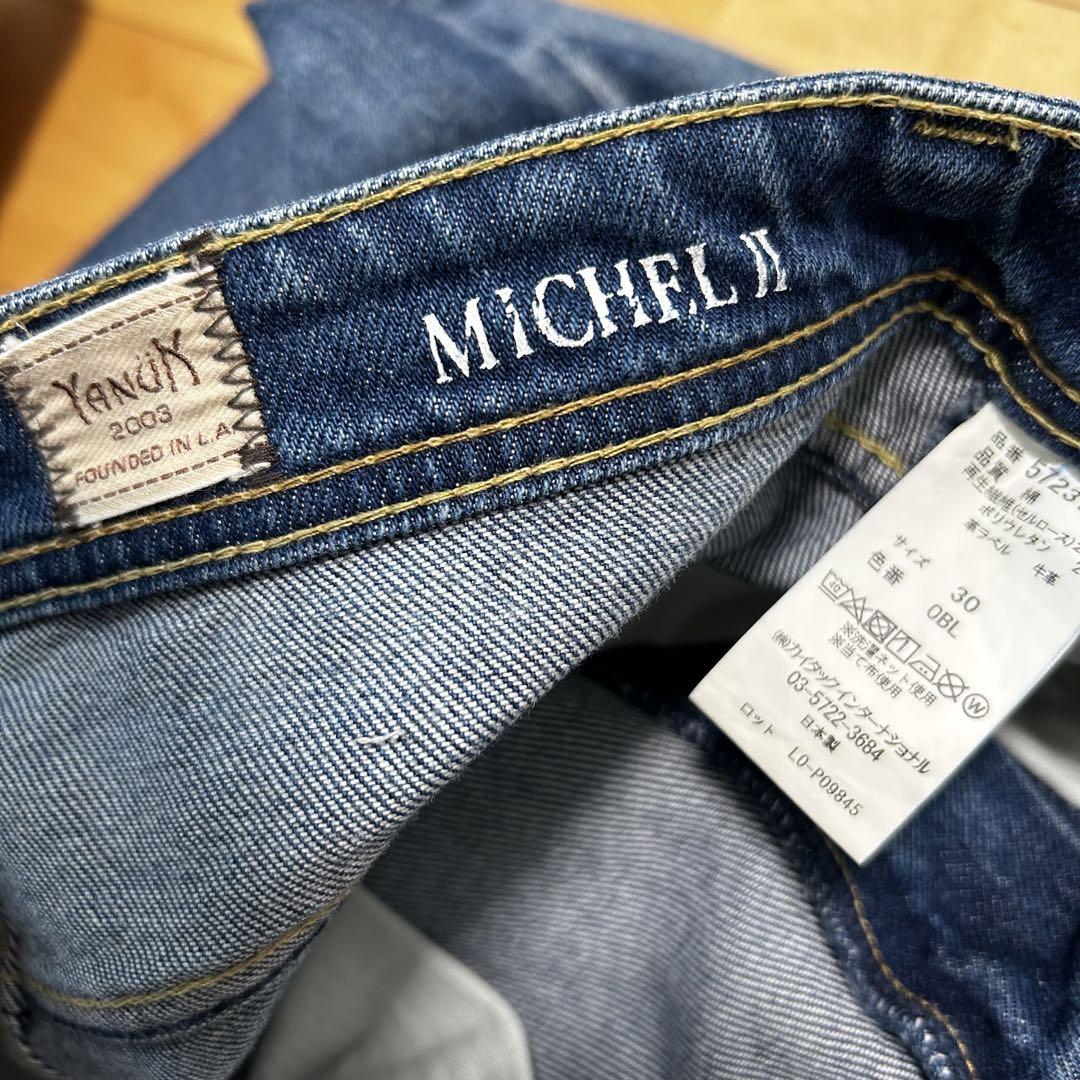 YANUK
2003
FOUNDED IN L.A
MiCHEL II
品番 5723
品質 綿
再生繊維(セルロース) 2
ポリウレタン 2
革ラベル 牛革
サイズ 30
色番 0BL
※洗濯ネット使用
※当て布使用
(株)カイタックインターナショナル
03-5722-3684
日本製
ロット L0-P09845